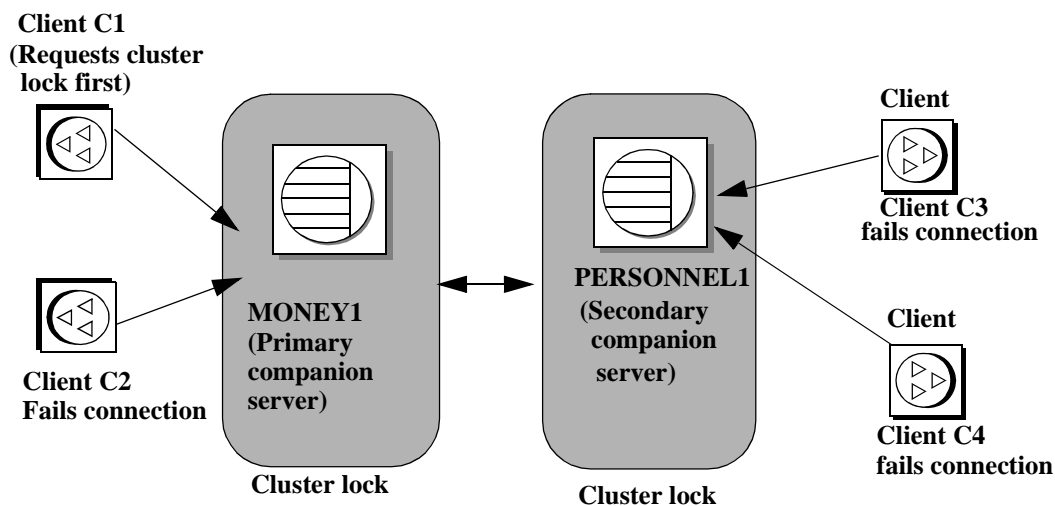 Client C1
(Requests cluster
lock first)
Client C2
Fails connection
MONEY1
(Primary
companion
server)
Cluster lock
PERSONNEL1
(Secondary
companion
server)
Cluster lock
Client
Client C3
fails connection
Client
Client C4
fails connection